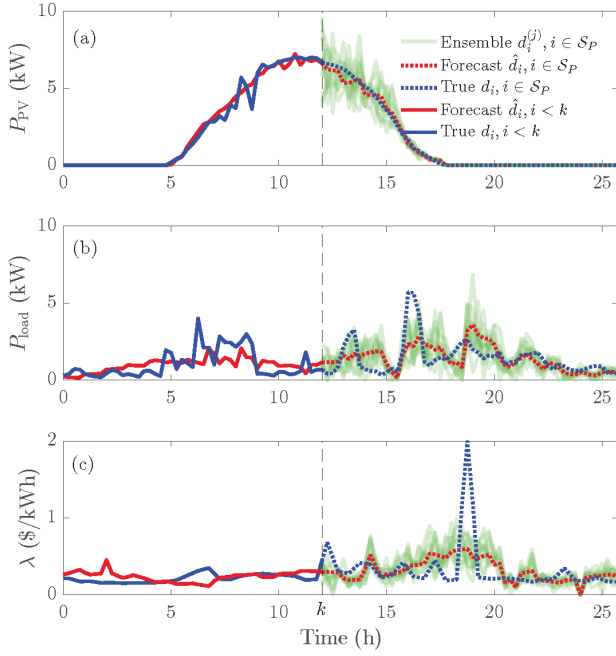 10
(a)
Ensemble $d_i^{(j)}, i \in \mathcal{S}_P$
Forecast $\hat{d}_i, i \in \mathcal{S}_P$
True $d_i, i \in \mathcal{S}_P$
Forecast $\hat{d}_i, i < k$
True $d_i, i < k$
$P_{\mathrm{PV}}$ (kW)
5
0
0 5 10 15 20 25
10
(b)
$P_{\mathrm{load}}$ (kW)
5
0
0 5 10 15 20 25
2
(c)
$\lambda$ ($/kWh)
1
0
0 5 10 $k$ 15 20 25
Time (h)